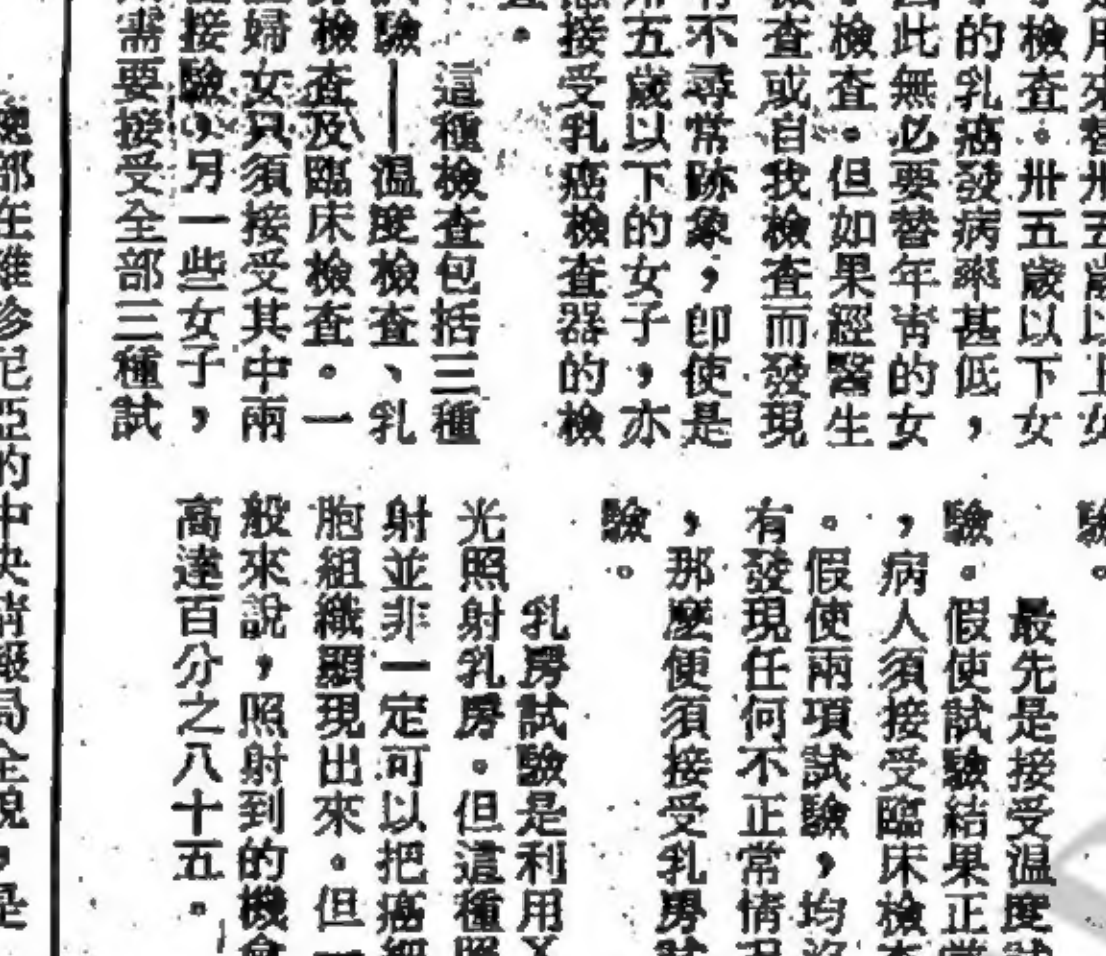 用來替卅五歲以上女
檢查。卅五歲以下女
的乳癌發病率甚低，
此無必要替年青的女
檢查。但如果經醫生
檢查或自我檢查而發現
有不尋常跡象，卽使是
五歲以下的女子，亦
接受乳癌檢查器的檢
。
這種檢查包括三種
驗——溫度檢查、乳
檢查及臨床檢查。一
婦女只須接受其中兩
接驗，另一些女子，
需要接受全部三種試
驗。
最先是接受溫度試
驗。假使試驗結果正常
，病人須接受臨床檢查
。假使兩項試驗，均沒
有發現任何不正常情況
，那麼便須接受乳房試
驗。
乳房試驗是利用X
光照射乳房。但這種照
射並非一定可以把癌細
胞組織顯現出來。但一
般來說，照射到的機會
高達百分之八十五。
總部在維珍尼亞的中央情報局全貌，是